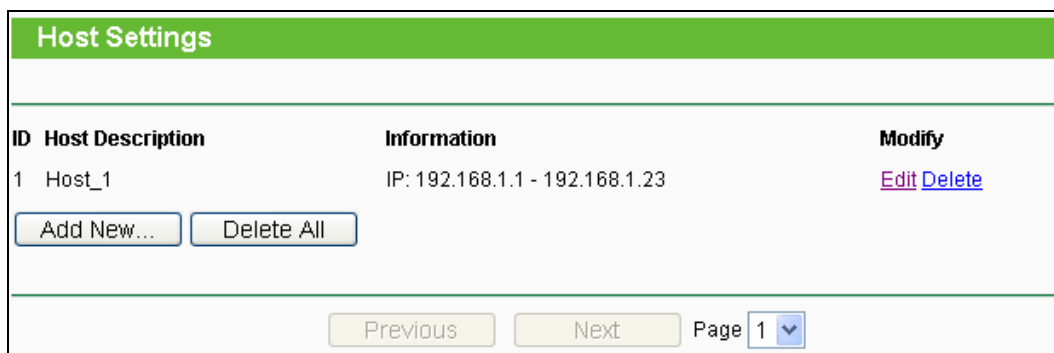 Host Settings
ID Host Description Information Modify
1 Host_1 IP: 192.168.1.1 - 192.168.1.23 Edit Delete
Add New... Delete All
Previous Next Page 1